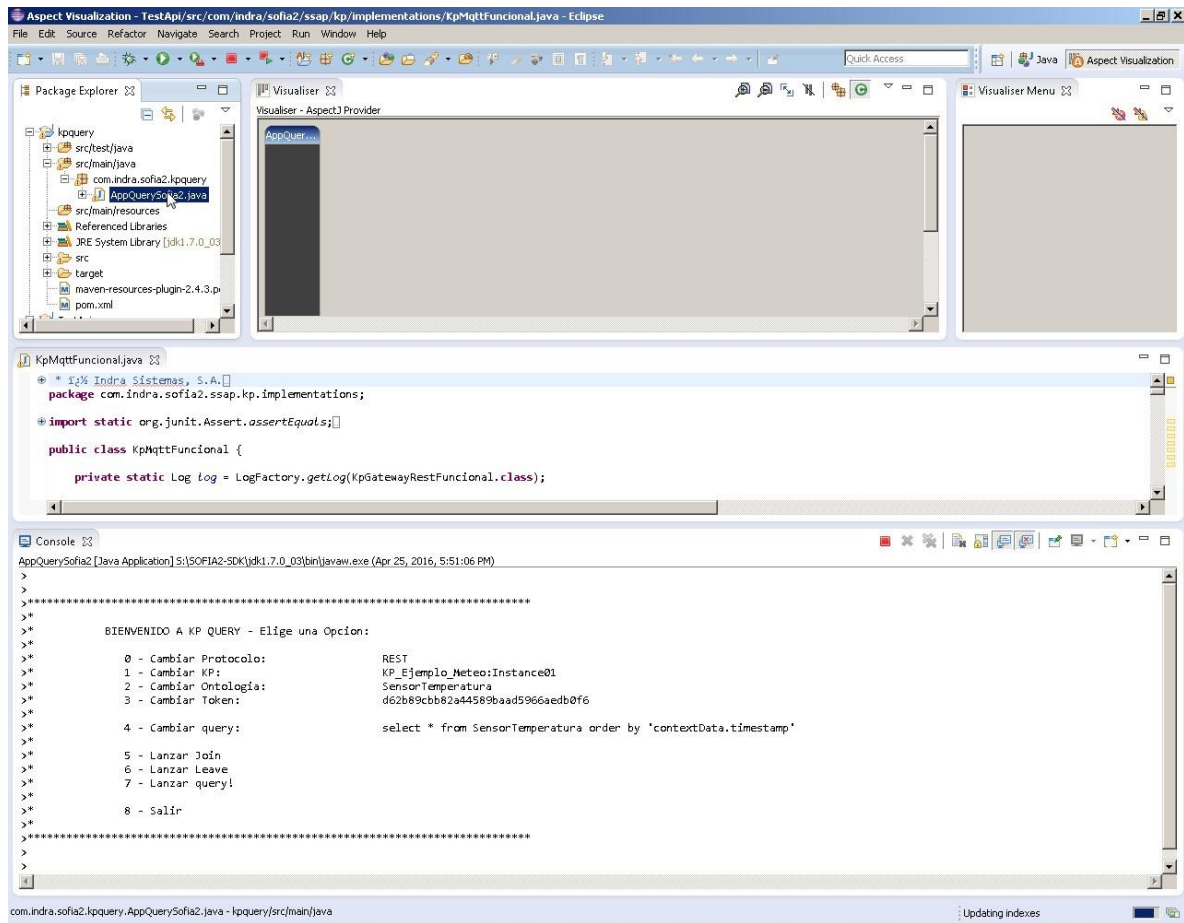 Aspect Visualization - TestApi/src/com/indra/sofia2/ssap/kp/implementations/KpMqttFuncional.java - Eclipse
File Edit Source Refactor Navigate Search Project Run Window Help
Quick Access
Java
Aspect Visualization
Package Explorer
kpquery
src/test/java
src/main/java
com.indra.sofia2.kpquery
AppQuerySofia2.java
src/main/resources
Referenced Libraries
JRE System Library [jdk1.7.0_03
src
target
maven-resources-plugin-2.4.3.p
pom.xml
Visualiser
Visualiser - AspectJ Provider
AppQuer...
Visualiser Menu
KpMqttFuncional.java
* ï¿½ Indra Sistemas, S.A.
package com.indra.sofia2.ssap.kp.implementations;
import static org.junit.Assert.assertEquals;
public class KpMqttFuncional {
private static Log log = LogFactory.getLog(KpGatewayRestFuncional.class);
Console
AppQuerySofia2 [Java Application] S:\SOFIA2-SDK\jdk1.7.0_03\bin\javaw.exe (Apr 25, 2016, 5:51:06 PM)
>
>
>******************************************************************************
>*
>* BIENVENIDO A KP QUERY - Elige una Opcion:
>*
>* 0 - Cambiar Protocolo: REST
>* 1 - Cambiar KP: KP_Ejemplo_Meteo:Instance01
>* 2 - Cambiar Ontologia: SensorTemperatura
>* 3 - Cambiar Token: d62b89cbb82a44589baad5966aedb0f6
>*
>* 4 - Cambiar query: select * from SensorTemperatura order by 'contextData.timestamp'
>*
>* 5 - Lanzar Join
>* 6 - Lanzar Leave
>* 7 - Lanzar query!
>*
>* 8 - Salir
>*
>******************************************************************************
>
>
com.indra.sofia2.kpquery.AppQuerySofia2.java - kpquery/src/main/java
Updating indexes